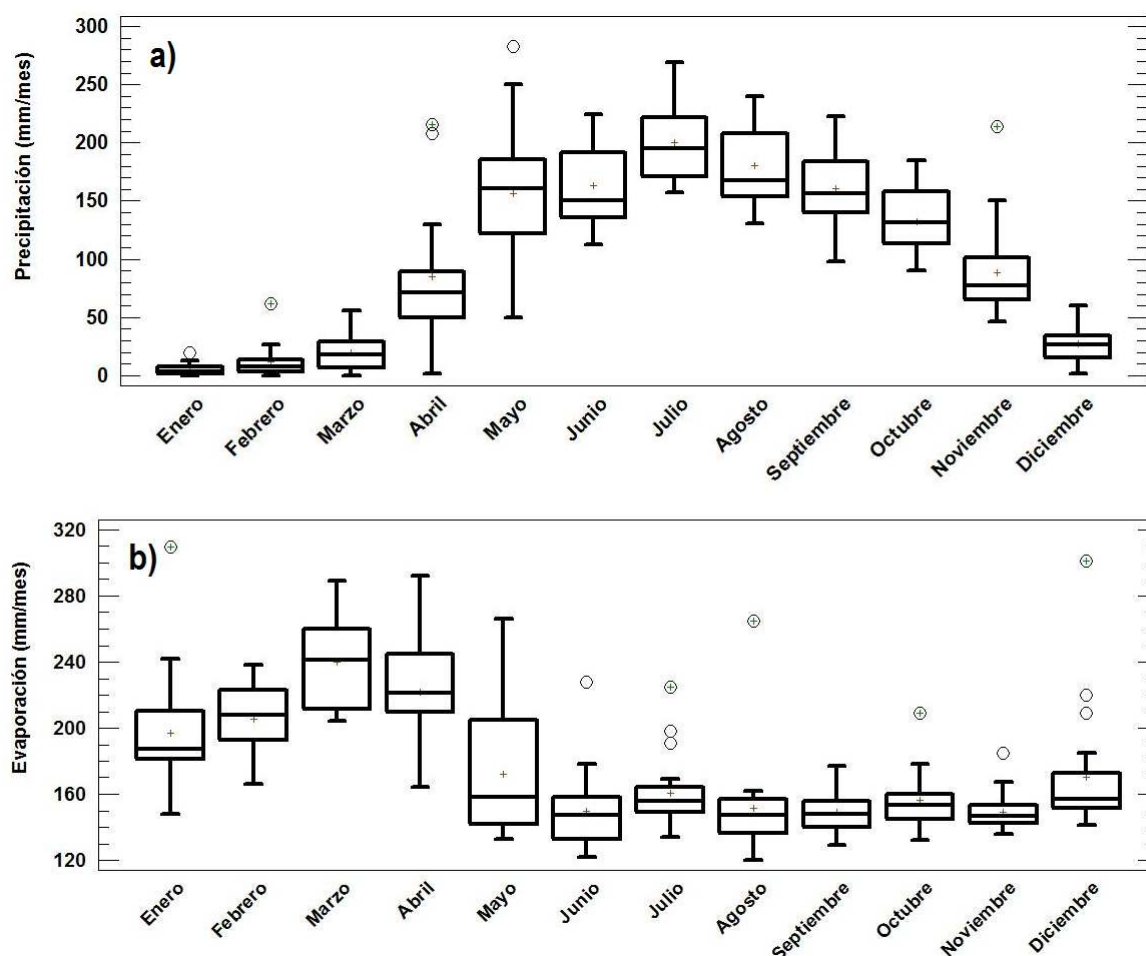 a)
Precipitación (mm/mes)
300
250
200
150
100
50
0
Enero
Febrero
Marzo
Abril
Mayo
Junio
Julio
Agosto
Septiembre
Octubre
Noviembre
Diciembre
b)
Evaporación (mm/mes)
320
280
240
200
160
120
Enero
Febrero
Marzo
Abril
Mayo
Junio
Julio
Agosto
Septiembre
Octubre
Noviembre
Diciembre